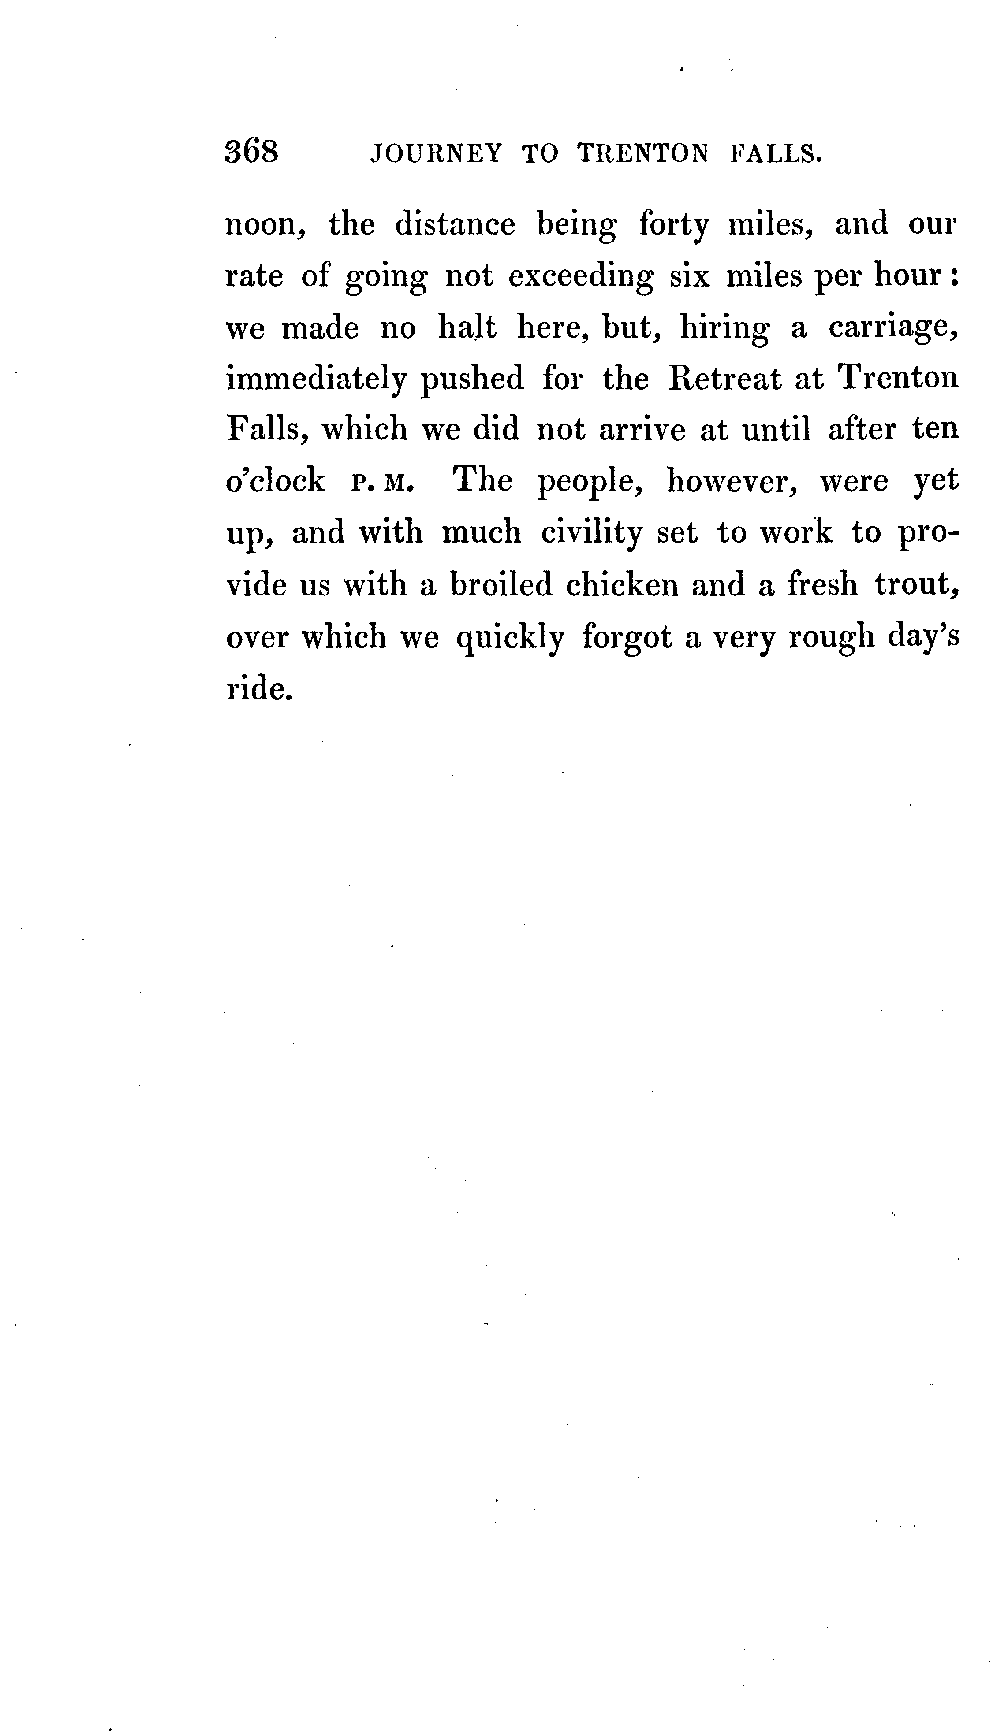 368 JOURNEY TO TRENTON FALLS.
noon, the distance being forty miles, and our
rate of going not exceeding six miles per hour :
we made no halt here, but, hiring a carriage,
immediately pushed for the Retreat at Trenton
Falls, which we did not arrive at until after ten
o'clock P. M. The people, however, were yet
up, and with much civility set to work to pro-
vide us with a broiled chicken and a fresh trout,
over which we quickly forgot a very rough day's
ride.